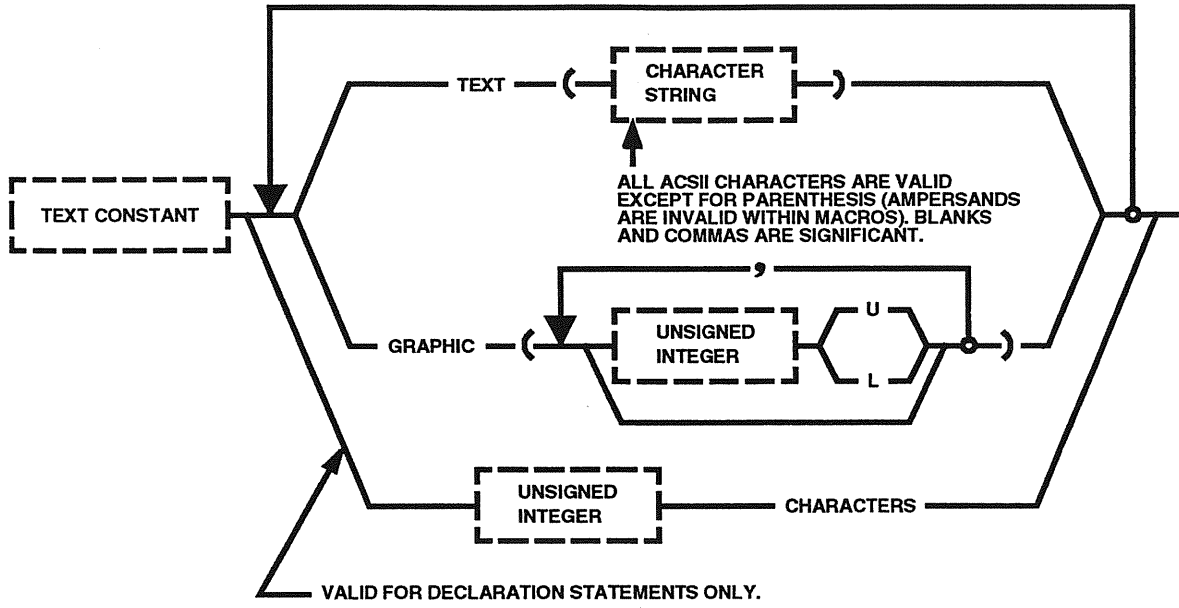 TEXT ( CHARACTER STRING )
TEXT CONSTANT
ALL ACSII CHARACTERS ARE VALID
EXCEPT FOR PARENTHESIS (AMPERSANDS
ARE INVALID WITHIN MACROS). BLANKS
AND COMMAS ARE SIGNIFICANT.
,
GRAPHIC ( UNSIGNED INTEGER U L )
UNSIGNED INTEGER CHARACTERS
VALID FOR DECLARATION STATEMENTS ONLY.